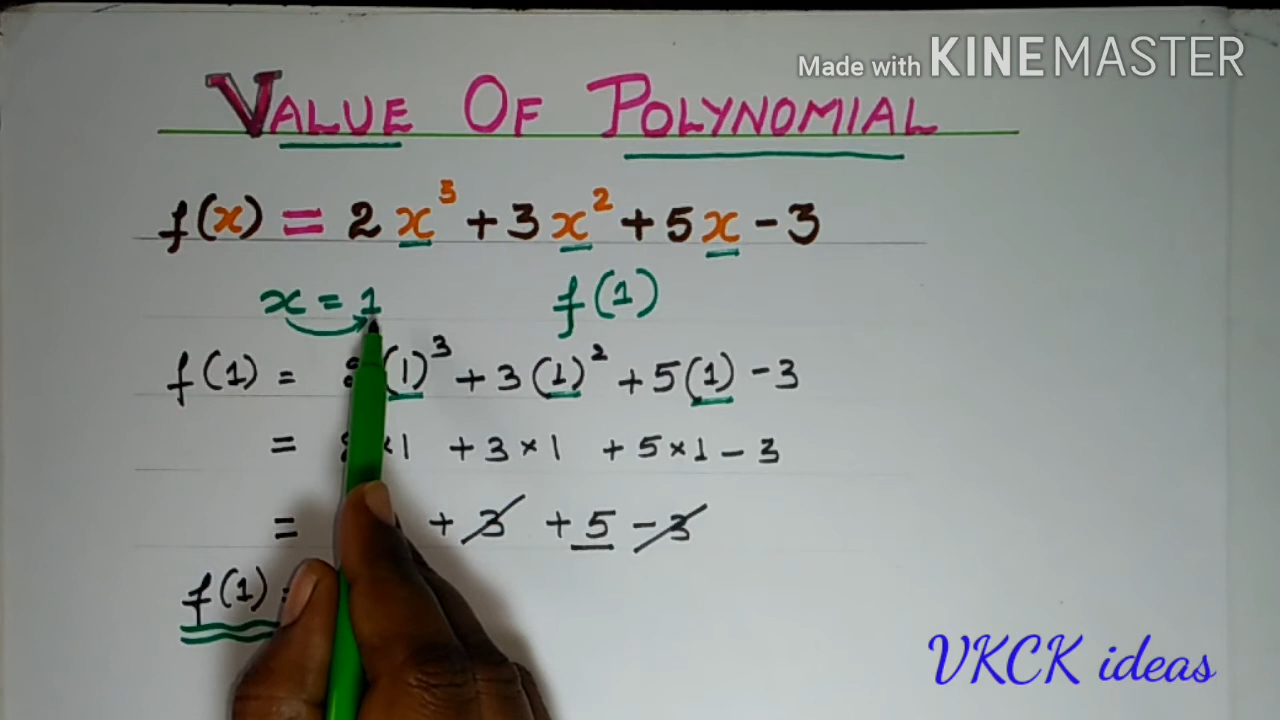 Made with KINEMASTER
VALUE OF POLYNOMIAL
f(x) = 2x³ + 3x² + 5x - 3
x = 1 f(1)
f(1) = (1)³ + 3(1)² + 5(1) - 3
= ×1 + 3×1 + 5×1 - 3
= + 3 + 5 - 3
f(1) =
VKCK ideas